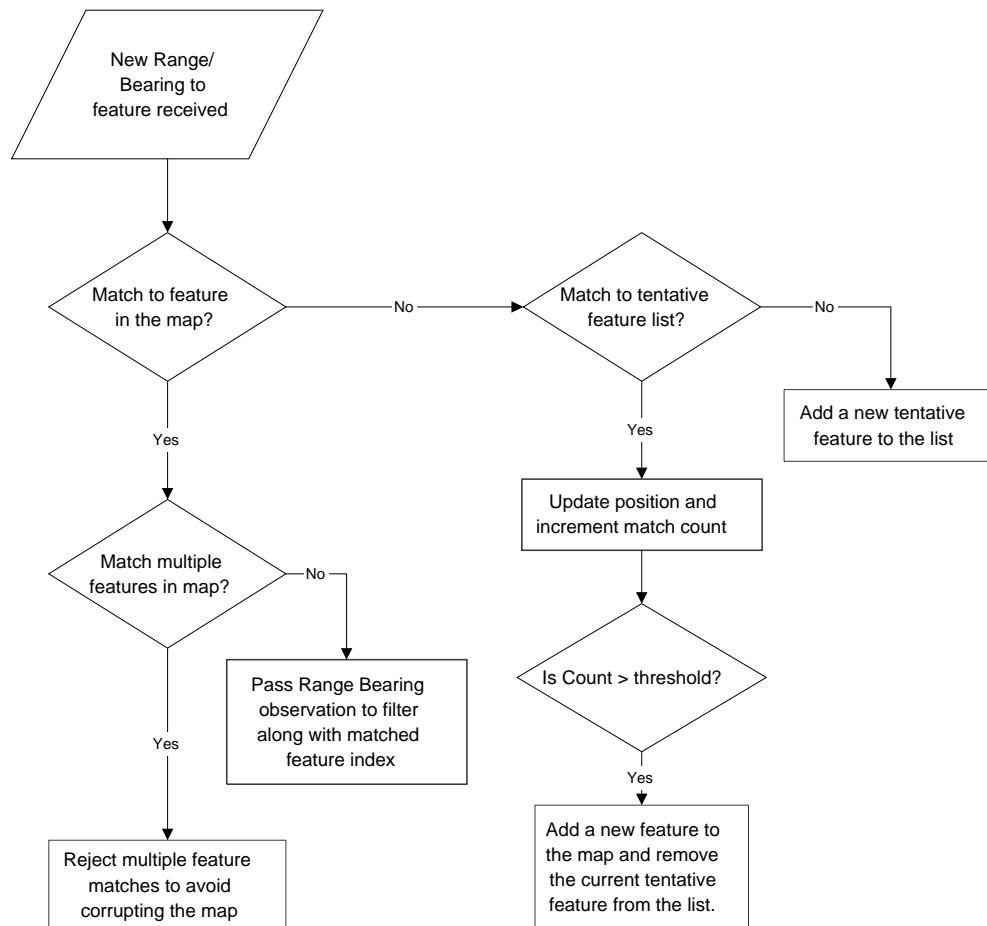 New Range/
Bearing to
feature received
Match to feature
in the map?
No
Match to tentative
feature list?
No
Add a new tentative
feature to the list
Yes
Yes
Update position and
increment match count
Match multiple
features in map?
No
Is Count > threshold?
Pass Range Bearing
observation to filter
along with matched
feature index
Yes
Yes
Reject multiple feature
matches to avoid
corrupting the map
Add a new feature to
the map and remove
the current tentative
feature from the list.